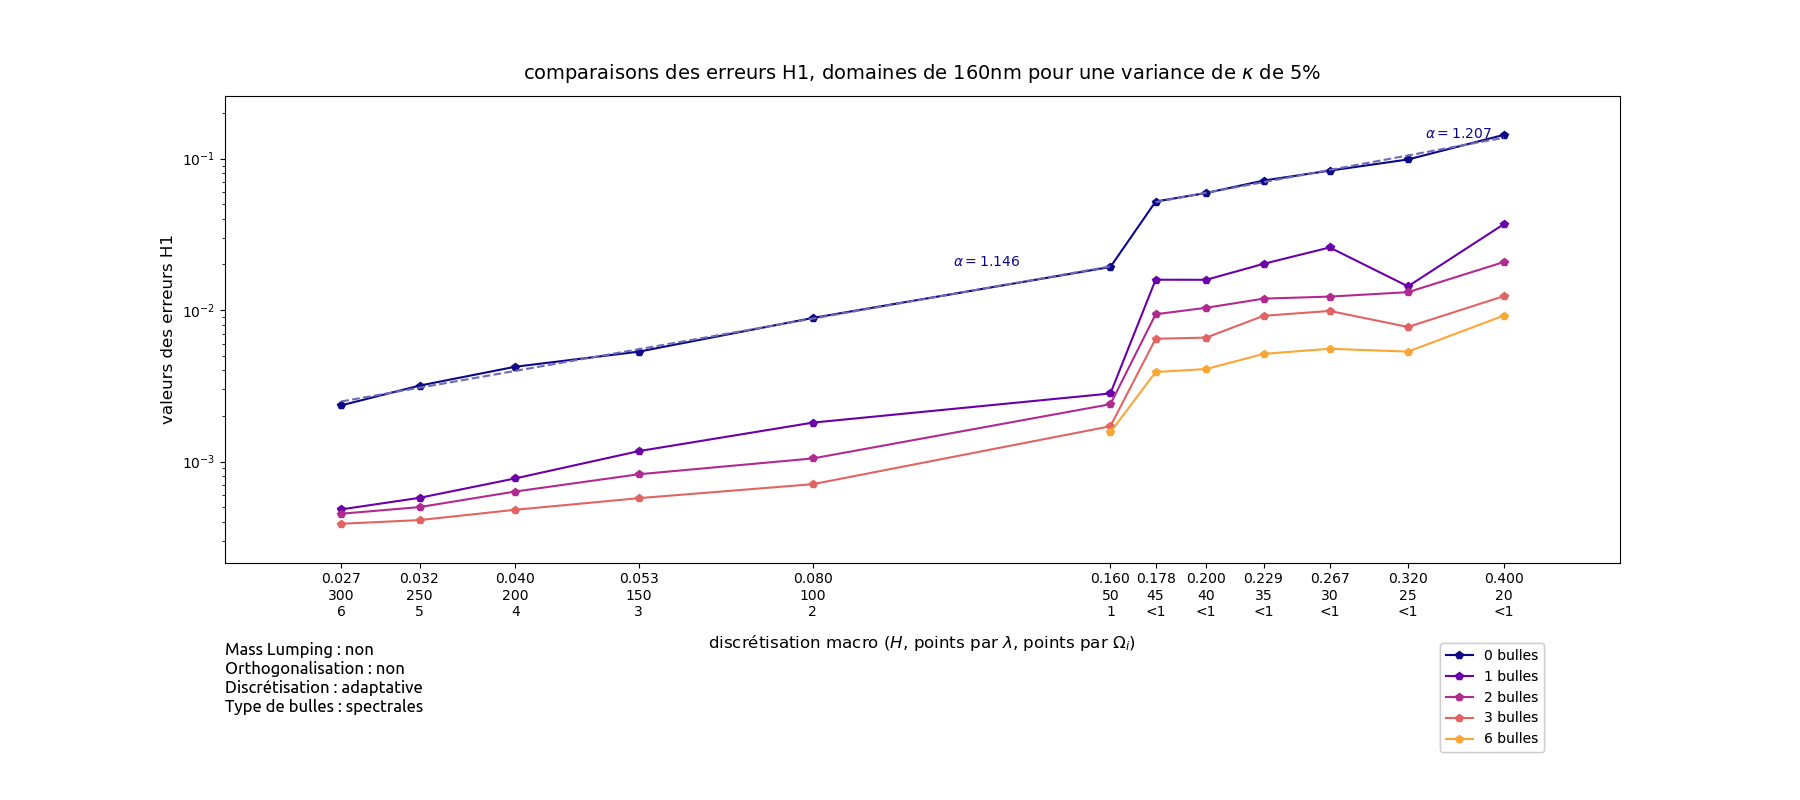 comparaisons des erreurs H1, domaines de 160nm pour une variance de κ de 5%
valeurs des erreurs H1
10⁻¹
10⁻²
10⁻³
α = 1.146
α = 1.207
0.027 0.032 0.040 0.053 0.080 0.160 0.178 0.200 0.229 0.267 0.320 0.400
300 250 200 150 100 50 45 40 35 30 25 20
6 5 4 3 2 1 <1 <1 <1 <1 <1 <1
discrétisation macro (H, points par λ, points par Ωᵢ)
Mass Lumping : non
Orthogonalisation : non
Discrétisation : adaptative
Type de bulles : spectrales
0 bulles
1 bulles
2 bulles
3 bulles
6 bulles